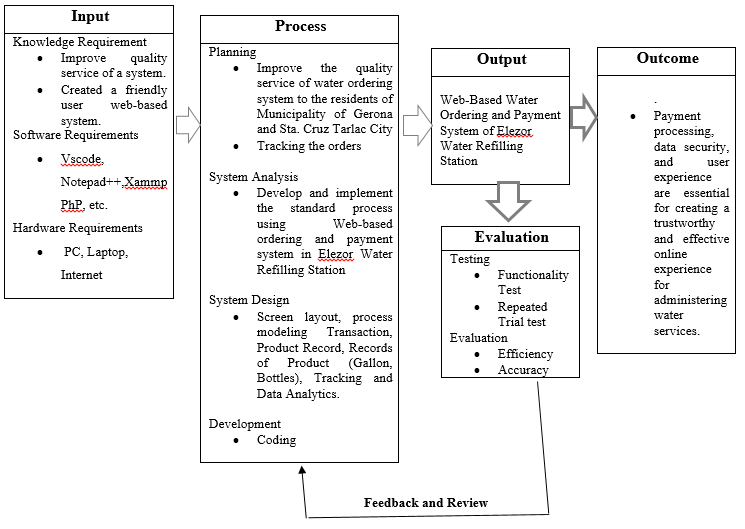 Input
Knowledge Requirement
• Improve quality
service of a system.
• Created a friendly
user web-based
system.
Software Requirements
• Vscode,
Notepad++,Xammp
PhP, etc.
Hardware Requirements
• PC, Laptop,
Internet
Process
Planning
• Improve the quality
service of water ordering
system to the residents of
Municipality of Gerona
and Sta. Cruz Tarlac City
• Tracking the orders
System Analysis
• Develop and implement
the standard process
using Web-based
ordering and payment
system in Elezor Water
Refilling Station
System Design
• Screen layout, process
modeling Transaction,
Product Record, Records
of Product (Gallon,
Bottles), Tracking and
Data Analytics.
Development
• Coding
Output
Web-Based Water
Ordering and Payment
System of Elezor
Water Refilling
Station
Evaluation
Testing
• Functionality
Test
• Repeated
Trial test
Evaluation
• Efficiency
• Accuracy
Outcome
.
• Payment
processing,
data security,
and user
experience
are essential
for creating a
trustworthy
and effective
online
experience
for
administering
water
services.
Feedback and Review